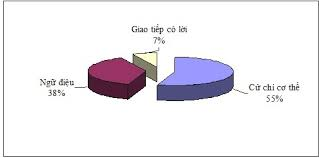 Giao tiếp có lời
7%
Ngữ điệu
38%
Cử chỉ cơ thể
55%